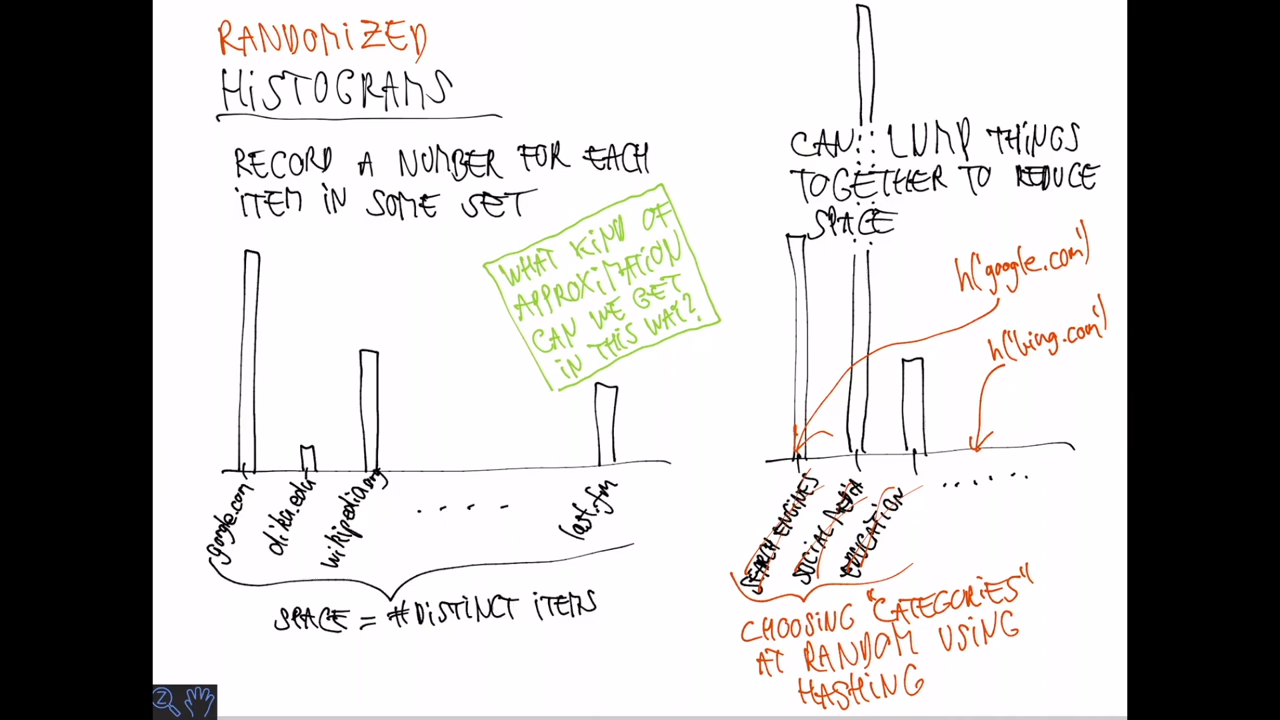 RANDOMIZED
HISTOGRAMS
RECORD A NUMBER FOR EACH
ITEM IN SOME SET
WHAT KIND OF
APPROXIMATION
CAN WE GET
IN THIS WAY?
google.com
wikipedia.org
. . . .
last.fm
SPACE = #DISTINCT ITEMS
CAN LUMP THINGS
TOGETHER TO REDUCE
SPACE
h('google.com')
h('bing.com')
SEARCH ENGINES
SOCIAL MEDIA
EDUCATION
......
CHOOSING "CATEGORIES"
AT RANDOM USING
HASHING
Z